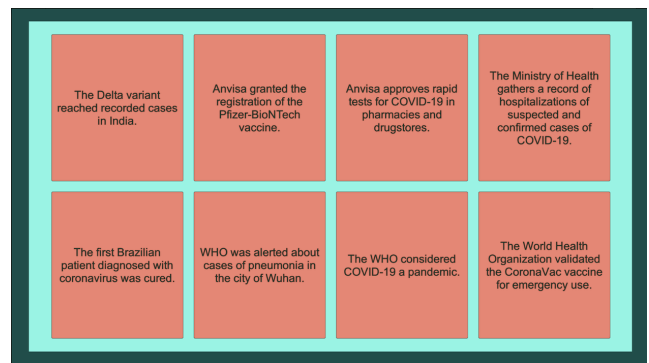 The Delta variant
reached recorded cases
in India.
Anvisa granted the
registration of the
Pfizer-BioNTech
vaccine.
Anvisa approves rapid
tests for COVID-19 in
pharmacies and
drugstores.
The Ministry of Health
gathers a record of
hospitalizations of
suspected and
confirmed cases of
COVID-19.
The first Brazilian
patient diagnosed with
coronavirus was cured.
WHO was alerted about
cases of pneumonia in
the city of Wuhan.
The WHO considered
COVID-19 a pandemic.
The World Health
Organization validated
the CoronaVac vaccine
for emergency use.